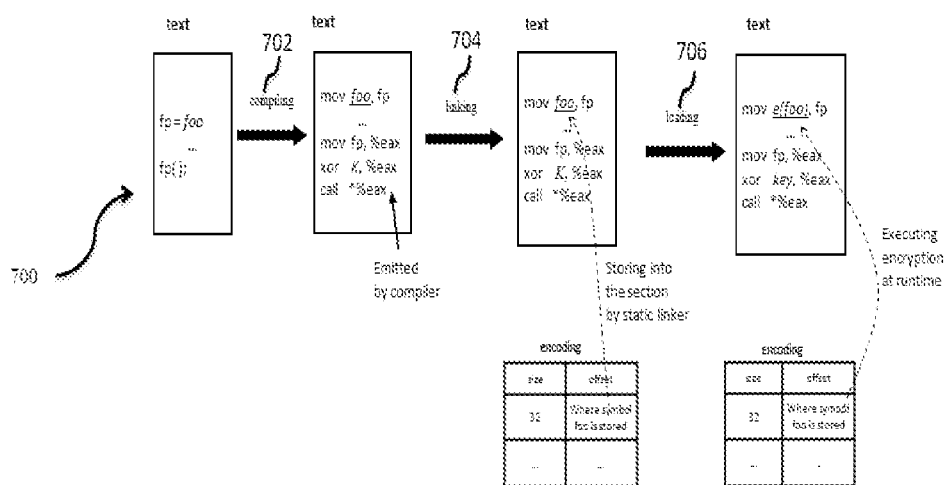 text
fp = foo
...
fp( );
700
702
compiling
text
mov foo, fp
...
mov fp, %eax
xor K, %eax
call *%eax
Emitted
by compiler
704
linking
text
mov foo, fp
...
mov fp, %eax
xor K, %eax
call *%eax
Storing into
the section
by static linker
706
loading
text
mov e(foo), fp
...
mov fp, %eax
xor key, %eax
call *%eax
Executing
encryption
at runtime
encoding
size offset
32 Where symbol
foo is stored
... ...
encoding
size offset
32 Where symbol
foo is stored
... .